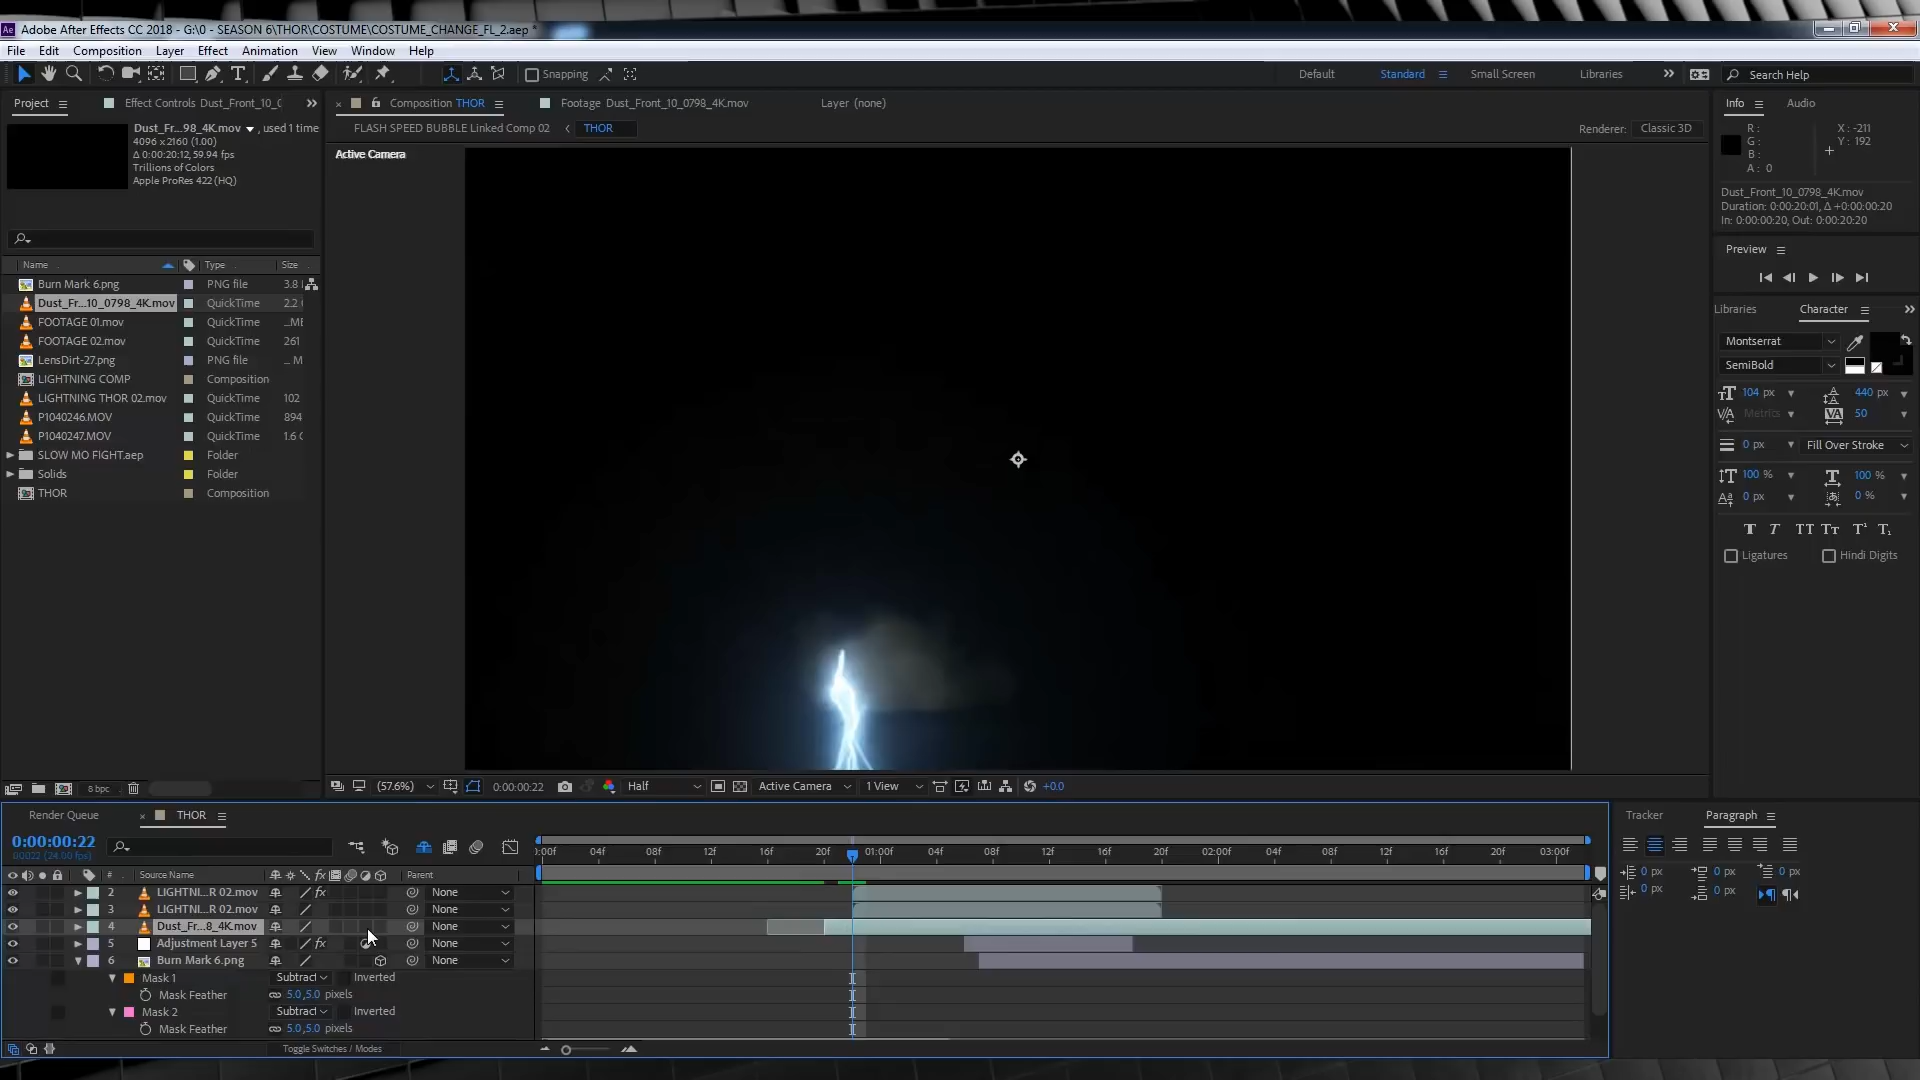 Ae Adobe After Effects CC 2018 - G:\0 - SEASON 6\THOR\COSTUME\COSTUME_CHANGE_FL_2.aep *
File Edit Composition Layer Effect Animation View Window Help
Snapping
Default Standard Small Screen Libraries Search Help
Project
Effect Controls Dust_Front_10_0
Dust_Fr...98_4K.mov , used 1 time
4096 x 2160 (1.00)
Δ 0:00:20:12, 59.94 fps
Trillions of Colors
Apple ProRes 422 (HQ)
Name Type Size
Burn Mark 6.png PNG file 3.8
Dust_Fr...10_0798_4K.mov QuickTime 2.2
FOOTAGE 01.mov QuickTime ...ME
FOOTAGE 02.mov QuickTime 261
LensDirt-27.png PNG file ... M
LIGHTNING COMP Composition
LIGHTNING THOR 02.mov QuickTime 102
P1040246.MOV QuickTime 894
P1040247.MOV QuickTime 1.6
SLOW MO FIGHT.aep Folder
Solids Folder
THOR Composition
8 bpc
Composition THOR
Footage Dust_Front_10_0798_4K.mov
Layer (none)
FLASH SPEED BUBBLE Linked Comp 02 THOR
Renderer: Classic 3D
Active Camera
(57.6%) 0:00:00:22 Half Active Camera 1 View +0.0
Info Audio
R :
G :
B :
A : 0
X : -211
Y : 192
Dust_Front_10_0798_4K.mov
Duration: 0:00:20:01, Δ +0:00:00:20
In: 0:00:00:20, Out: 0:00:20:20
Preview
Libraries Character
Montserrat
SemiBold
104 px 440 px
Metrics 50
0 px Fill Over Stroke
100 % 100 %
0 px 0 %
T T TT Tt T¹ T₁
Ligatures Hindi Digits
Render Queue THOR
0:00:00:22
00022 (24.00 fps)
:00f 04f 08f 12f 16f 20f 01:00f 04f 08f 12f 16f 20f 02:00f 04f 08f 12f 16f 20f 03:00f
# Source Name fx Parent
2 LIGHTNI...R 02.mov fx None
3 LIGHTNI...R 02.mov None
4 Dust_Fr...8_4K.mov None
5 Adjustment Layer 5 fx None
6 Burn Mark 6.png None
Mask 1 Subtract Inverted
Mask Feather 5.0,5.0 pixels
Mask 2 Subtract Inverted
Mask Feather 5.0,5.0 pixels
Toggle Switches / Modes
Tracker Paragraph
0 px 0 px 0 px
0 px 0 px